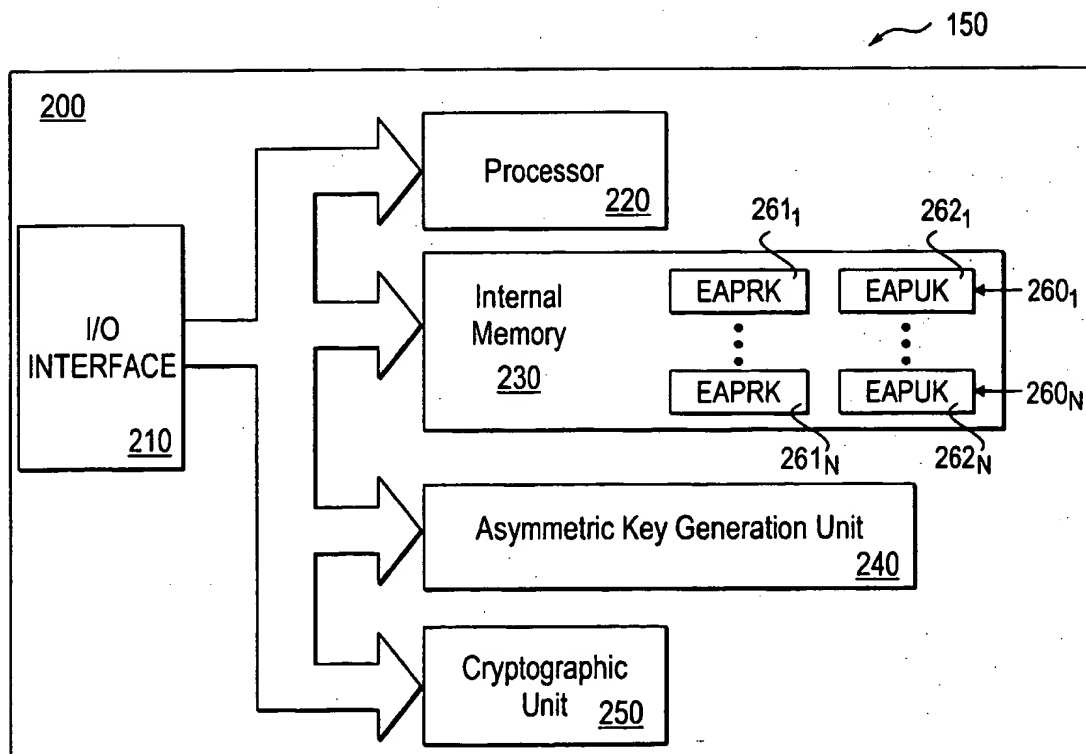 150
200
Processor
220
261₁
262₁
EAPRK
EAPUK
260₁
Internal
Memory
230
I/O
INTERFACE
210
EAPRK
EAPUK
260N
261N
262N
Asymmetric Key Generation Unit
240
Cryptographic
Unit
250